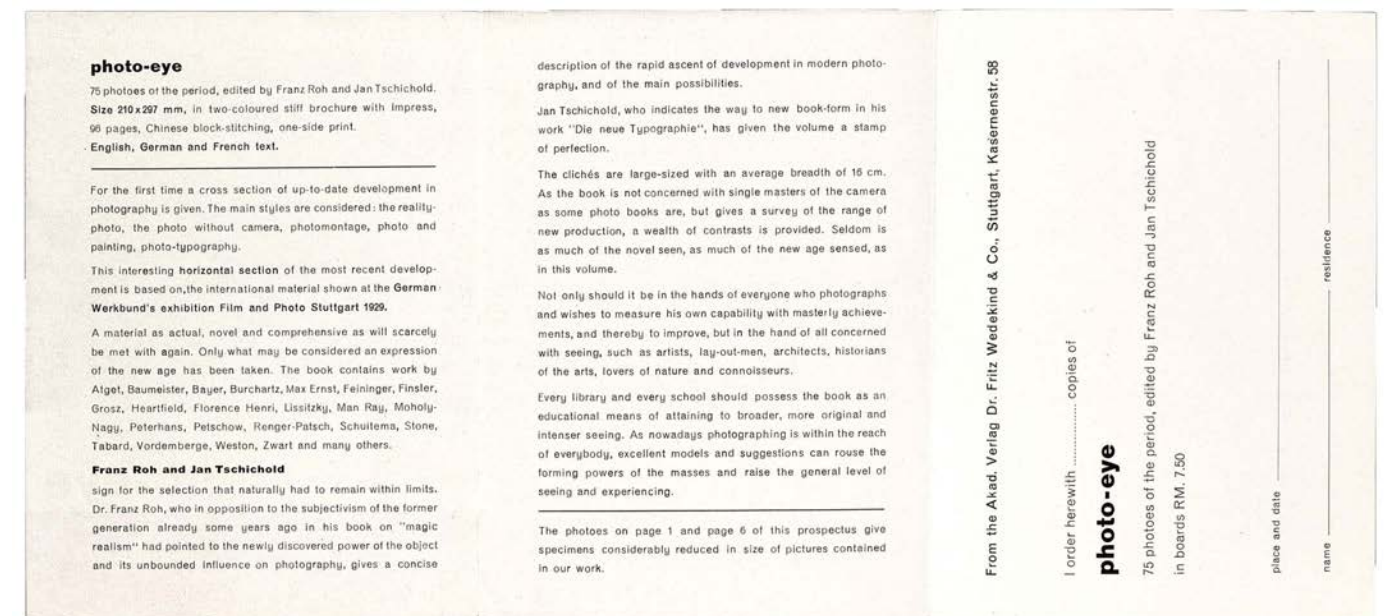 photo-eye
75 photoes of the period, edited by Franz Roh and Jan Tschichold.
Size 210x297 mm, in two-coloured stiff brochure with impress,
96 pages, Chinese block-stitching, one-side print.
English, German and French text.
For the first time a cross section of up-to-date development in
photography is given. The main styles are considered: the reality-
photo, the photo without camera, photomontage, photo and
painting, photo-typography.
This interesting horizontal section of the most recent develop-
ment is based on,the international material shown at the German
Werkbund's exhibition Film and Photo Stuttgart 1929.
A material as actual, novel and comprehensive as will scarcely
be met with again. Only what may be considered an expression
of the new age has been taken. The book contains work by
Atget, Baumeister, Bayer, Burchartz, Max Ernst, Feininger, Finsler,
Grosz, Heartfield, Florence Henri, Lissitzky, Man Ray, Moholy-
Nagy, Peterhans, Petschow, Renger-Patsch, Schuitema, Stone,
Tabard, Vordemberge, Weston, Zwart and many others.
Franz Roh and Jan Tschichold
sign for the selection that naturally had to remain within limits.
Dr. Franz Roh, who in opposition to the subjectivism of the former
generation already some years ago in his book on "magic
realism" had pointed to the newly discovered power of the object
and its unbounded influence on photography, gives a concise
description of the rapid ascent of development in modern photo-
graphy, and of the main possibilities.
Jan Tschichold, who indicates the way to new book-form in his
work "Die neue Typographie", has given the volume a stamp
of perfection.
The clichés are large-sized with an average breadth of 16 cm.
As the book is not concerned with single masters of the camera
as some photo books are, but gives a survey of the range of
new production, a wealth of contrasts is provided. Seldom is
as much of the novel seen, as much of the new age sensed, as
in this volume.
Not only should it be in the hands of everyone who photographs
and wishes to measure his own capability with masterly achieve-
ments, and thereby to improve, but in the hand of all concerned
with seeing, such as artists, lay-out-men, architects, historians
of the arts, lovers of nature and connoisseurs.
Every library and every school should possess the book as an
educational means of attaining to broader, more original and
intenser seeing. As nowadays photographing is within the reach
of everybody, excellent models and suggestions can rouse the
forming powers of the masses and raise the general level of
seeing and experiencing.
The photoes on page 1 and page 6 of this prospectus give
specimens considerably reduced in size of pictures contained
in our work.
From the Akad. Verlag Dr. Fritz Wedekind & Co., Stuttgart, Kasernenstr. 58
I order herewith ............... copies of
photo-eye
75 photoes of the period, edited by Franz Roh and Jan Tschichold
in boards RM. 7.50
place and date
name residence